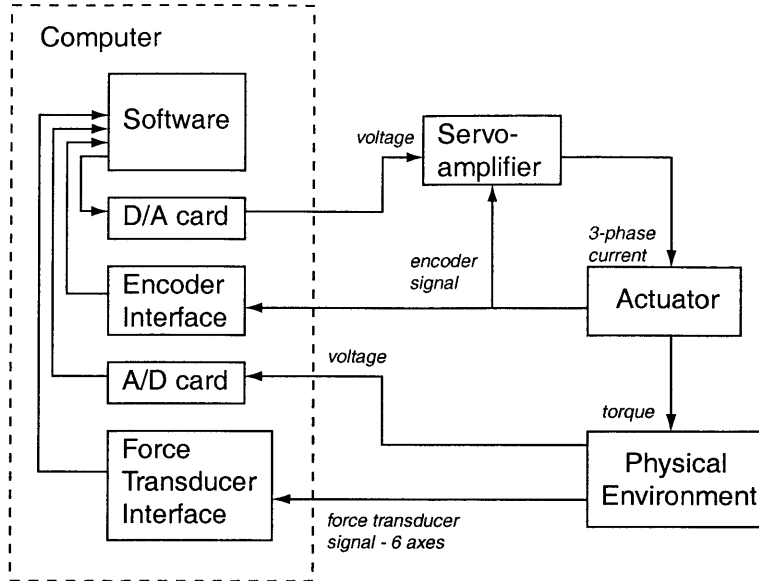 Computer
Software
voltage
Servo-
amplifier
D/A card
3-phase
current
encoder
signal
Encoder
Interface
Actuator
voltage
A/D card
torque
Force
Transducer
Interface
Physical
Environment
force transducer
signal - 6 axes